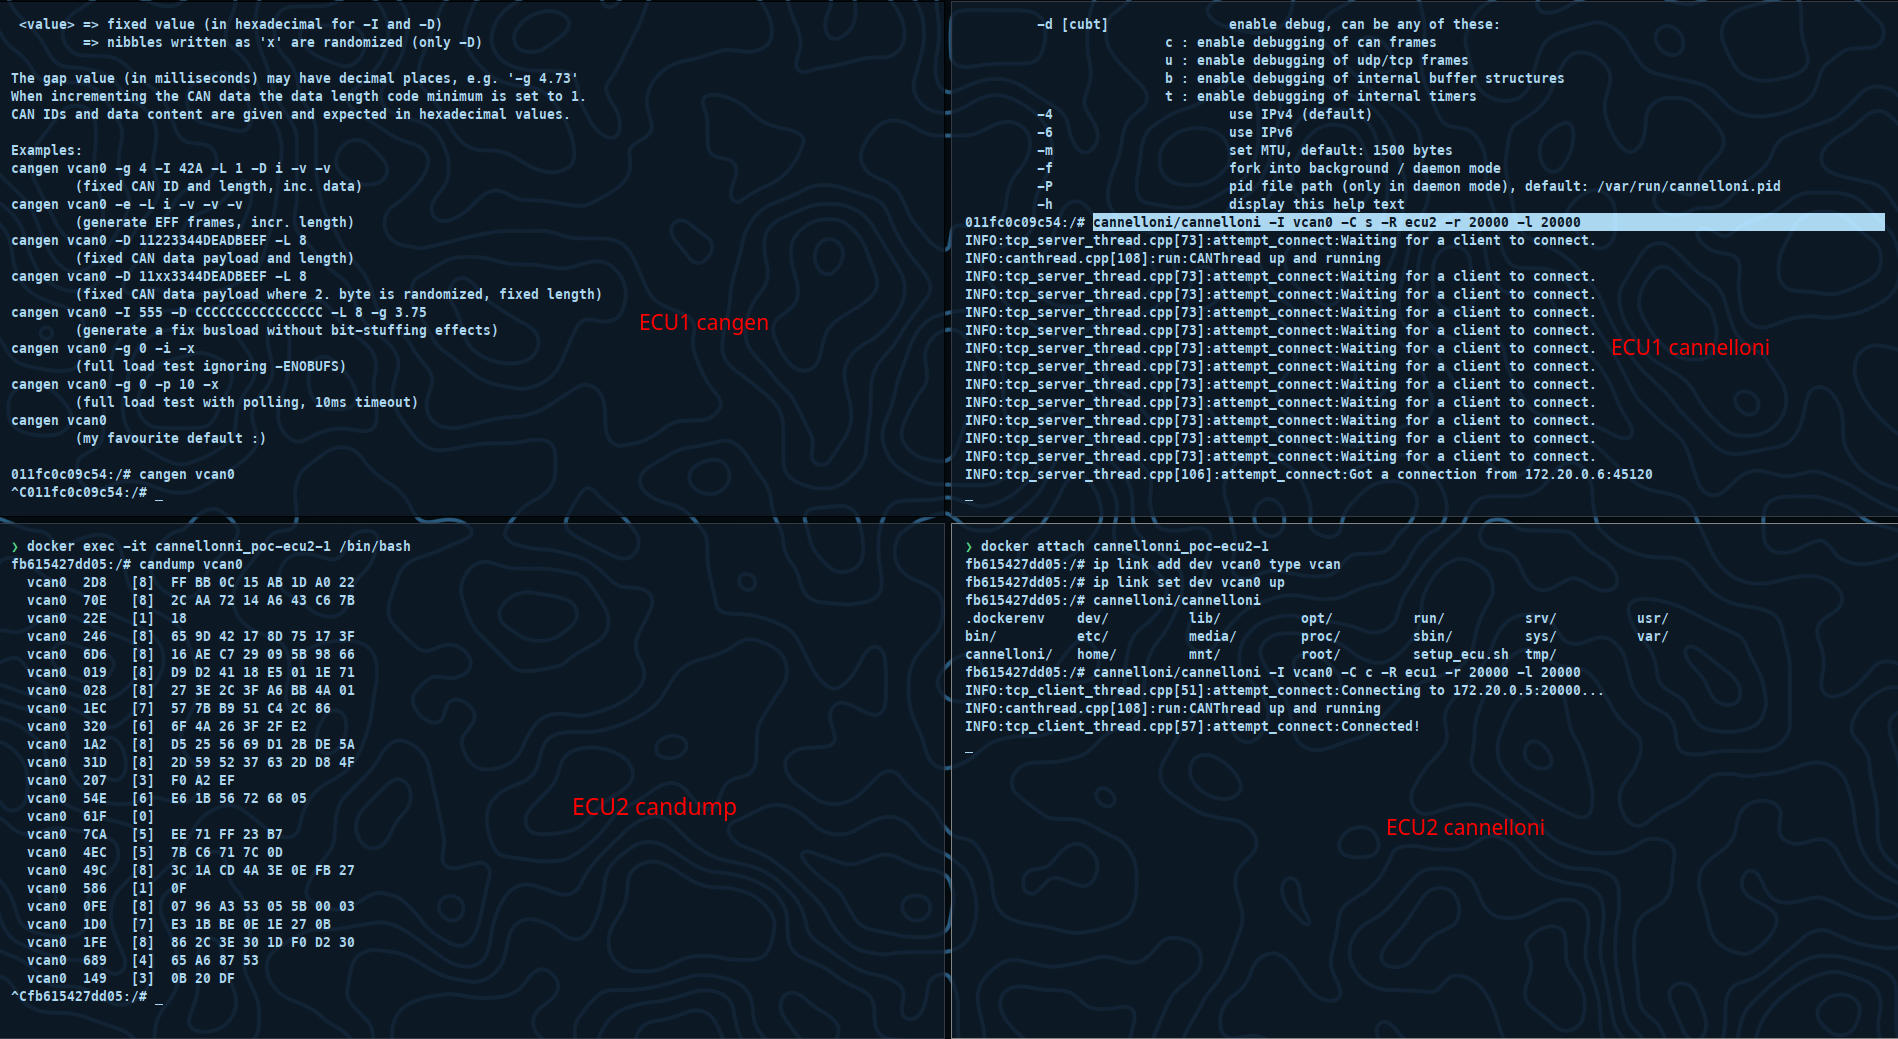 <value> => fixed value (in hexadecimal for -I and -D)
=> nibbles written as 'x' are randomized (only -D)
The gap value (in milliseconds) may have decimal places, e.g. '-g 4.73'
When incrementing the CAN data the data length code minimum is set to 1.
CAN IDs and data content are given and expected in hexadecimal values.
Examples:
cangen vcan0 -g 4 -I 42A -L 1 -D i -v -v
(fixed CAN ID and length, inc. data)
cangen vcan0 -e -L i -v -v -v
(generate EFF frames, incr. length)
cangen vcan0 -D 11223344DEADBEEF -L 8
(fixed CAN data payload and length)
cangen vcan0 -D 11xx3344DEADBEEF -L 8
(fixed CAN data payload where 2. byte is randomized, fixed length)
cangen vcan0 -I 555 -D CCCCCCCCCCCCCCCC -L 8 -g 3.75
(generate a fix busload without bit-stuffing effects)
cangen vcan0 -g 0 -i -x
(full load test ignoring -ENOBUFS)
cangen vcan0 -g 0 -p 10 -x
(full load test with polling, 10ms timeout)
cangen vcan0
(my favourite default :)
011fc0c09c54:/# cangen vcan0
^C011fc0c09c54:/# _
ECU1 cangen
-d [cubt] enable debug, can be any of these:
c : enable debugging of can frames
u : enable debugging of udp/tcp frames
b : enable debugging of internal buffer structures
t : enable debugging of internal timers
-4 use IPv4 (default)
-6 use IPv6
-m set MTU, default: 1500 bytes
-f fork into background / daemon mode
-P pid file path (only in daemon mode), default: /var/run/cannelloni.pid
-h display this help text
011fc0c09c54:/# cannelloni/cannelloni -I vcan0 -C s -R ecu2 -r 20000 -l 20000
INFO:tcp_server_thread.cpp[73]:attempt_connect:Waiting for a client to connect.
INFO:canthread.cpp[108]:run:CANThread up and running
INFO:tcp_server_thread.cpp[73]:attempt_connect:Waiting for a client to connect.
INFO:tcp_server_thread.cpp[73]:attempt_connect:Waiting for a client to connect.
INFO:tcp_server_thread.cpp[73]:attempt_connect:Waiting for a client to connect.
INFO:tcp_server_thread.cpp[73]:attempt_connect:Waiting for a client to connect.
INFO:tcp_server_thread.cpp[73]:attempt_connect:Waiting for a client to connect.
INFO:tcp_server_thread.cpp[73]:attempt_connect:Waiting for a client to connect.
INFO:tcp_server_thread.cpp[73]:attempt_connect:Waiting for a client to connect.
INFO:tcp_server_thread.cpp[73]:attempt_connect:Waiting for a client to connect.
INFO:tcp_server_thread.cpp[73]:attempt_connect:Waiting for a client to connect.
INFO:tcp_server_thread.cpp[73]:attempt_connect:Waiting for a client to connect.
INFO:tcp_server_thread.cpp[73]:attempt_connect:Waiting for a client to connect.
INFO:tcp_server_thread.cpp[106]:attempt_connect:Got a connection from 172.20.0.6:45120
_
ECU1 cannelloni
❯ docker exec -it cannellonni_poc-ecu2-1 /bin/bash
fb615427dd05:/# candump vcan0
vcan0 2D8 [8] FF BB 0C 15 AB 1D A0 22
vcan0 70E [8] 2C AA 72 14 A6 43 C6 7B
vcan0 22E [1] 18
vcan0 246 [8] 65 9D 42 17 8D 75 17 3F
vcan0 6D6 [8] 16 AE C7 29 09 5B 98 66
vcan0 019 [8] D9 D2 41 18 E5 01 1E 71
vcan0 028 [8] 27 3E 2C 3F A6 BB 4A 01
vcan0 1EC [7] 57 7B B9 51 C4 2C 86
vcan0 320 [6] 6F 4A 26 3F 2F E2
vcan0 1A2 [8] D5 25 56 69 D1 2B DE 5A
vcan0 31D [8] 2D 59 52 37 63 2D D8 4F
vcan0 207 [3] F0 A2 EF
vcan0 54E [6] E6 1B 56 72 68 05
vcan0 61F [0]
vcan0 7CA [5] EE 71 FF 23 B7
vcan0 4EC [5] 7B C6 71 7C 0D
vcan0 49C [8] 3C 1A CD 4A 3E 0E FB 27
vcan0 586 [1] 0F
vcan0 0FE [8] 07 96 A3 53 05 5B 00 03
vcan0 1D0 [7] E3 1B BE 0E 1E 27 0B
vcan0 1FE [8] 86 2C 3E 30 1D F0 D2 30
vcan0 689 [4] 65 A6 87 53
vcan0 149 [3] 0B 20 DF
^Cfb615427dd05:/# _
ECU2 candump
❯ docker attach cannellonni_poc-ecu2-1
fb615427dd05:/# ip link add dev vcan0 type vcan
fb615427dd05:/# ip link set dev vcan0 up
fb615427dd05:/# cannelloni/cannelloni
.dockerenv dev/ lib/ opt/ run/ srv/ usr/
bin/ etc/ media/ proc/ sbin/ sys/ var/
cannelloni/ home/ mnt/ root/ setup_ecu.sh tmp/
fb615427dd05:/# cannelloni/cannelloni -I vcan0 -C c -R ecu1 -r 20000 -l 20000
INFO:tcp_client_thread.cpp[51]:attempt_connect:Connecting to 172.20.0.5:20000...
INFO:canthread.cpp[108]:run:CANThread up and running
INFO:tcp_client_thread.cpp[57]:attempt_connect:Connected!
_
ECU2 cannelloni